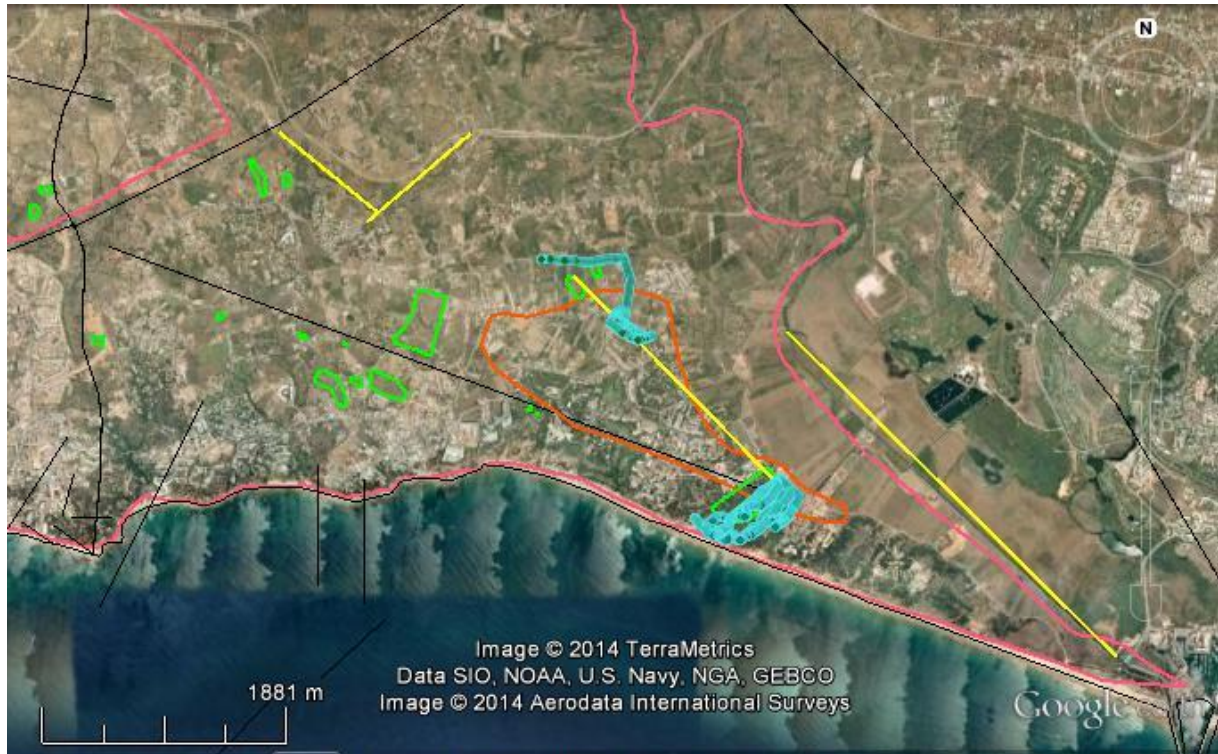 N
Image © 2014 TerraMetrics
Data SIO, NOAA, U.S. Navy, NGA, GEBCO
1881 m
Image © 2014 Aerodata International Surveys
Google